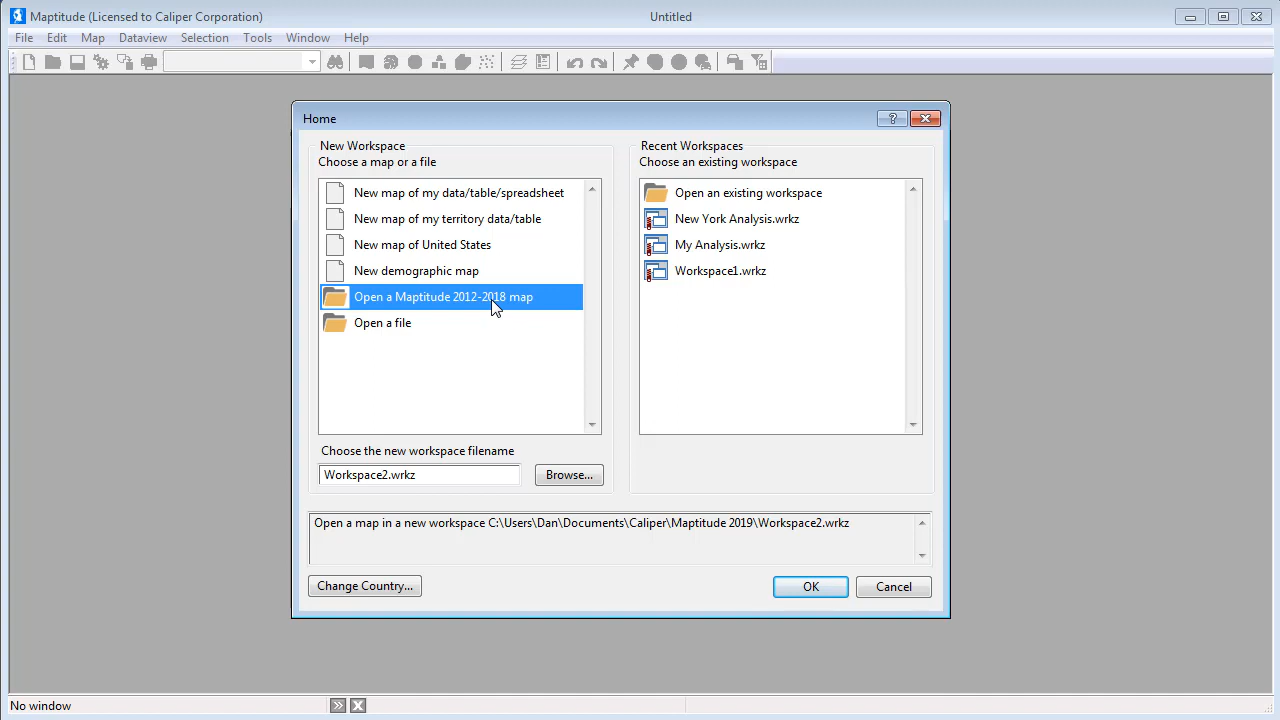 Maptitude (Licensed to Caliper Corporation)
Untitled
File Edit Map Dataview Selection Tools Window Help
Home
New Workspace
Choose a map or a file
New map of my data/table/spreadsheet
New map of my territory data/table
New map of United States
New demographic map
Open a Maptitude 2012-2018 map
Open a file
Choose the new workspace filename
Workspace2.wrkz
Browse...
Recent Workspaces
Choose an existing workspace
Open an existing workspace
New York Analysis.wrkz
My Analysis.wrkz
Workspace1.wrkz
Open a map in a new workspace C:\Users\Dan\Documents\Caliper\Maptitude 2019\Workspace2.wrkz
Change Country...
OK
Cancel
No window